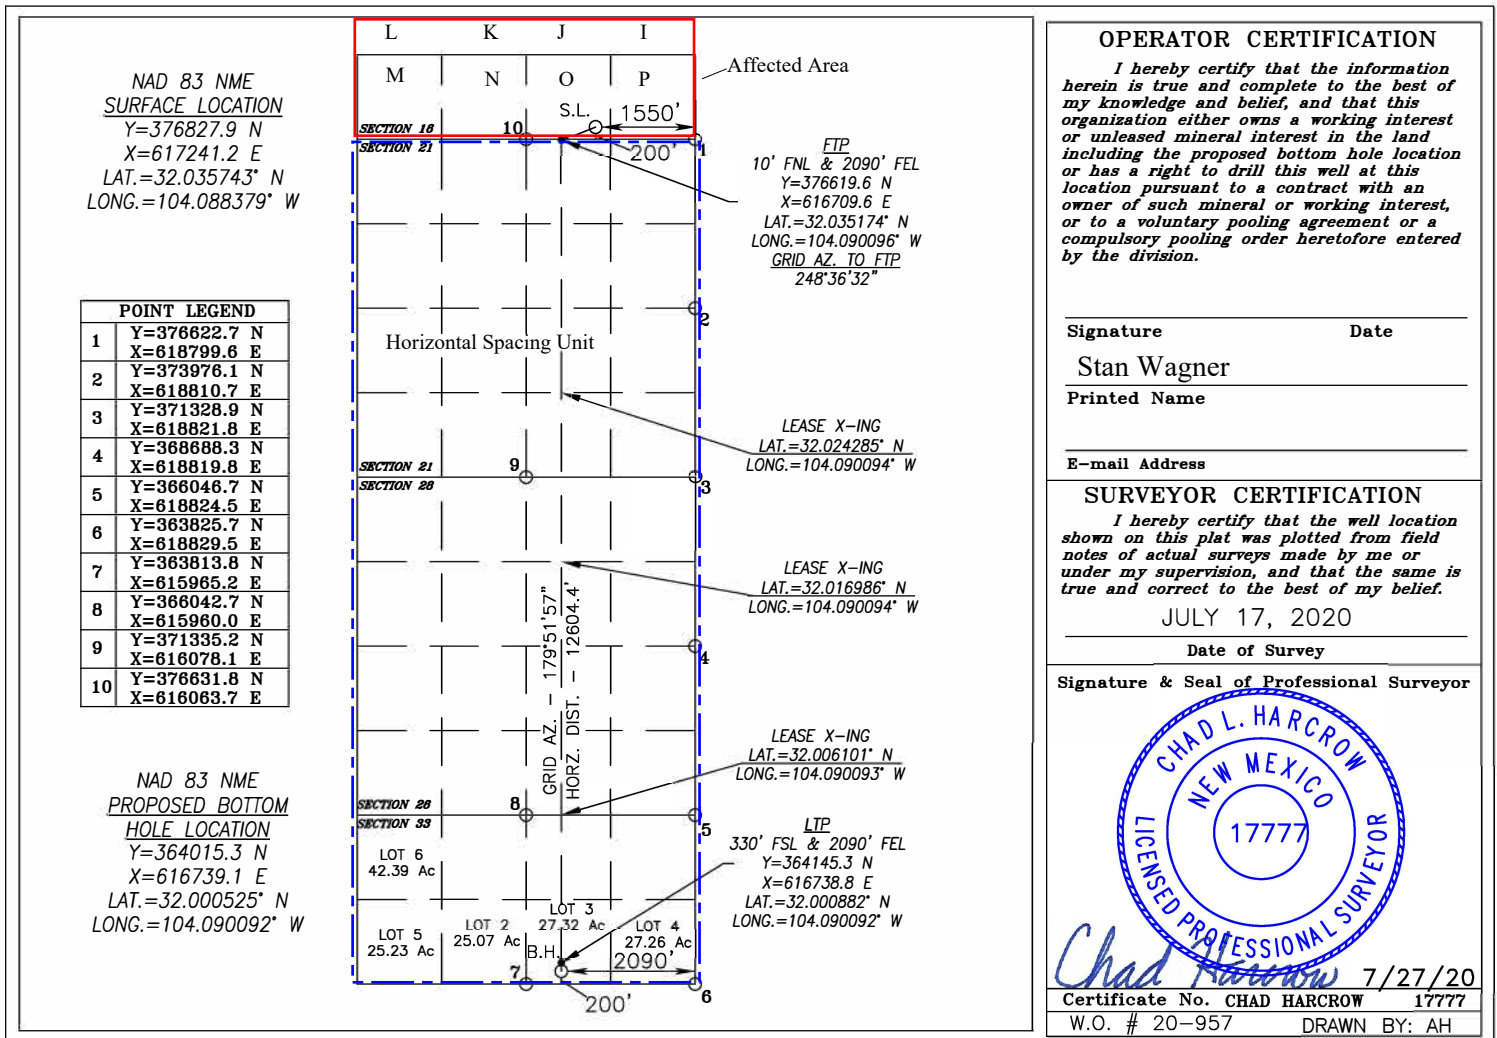 L K J I
M N O P
Affected Area
S.L. 1550'
SECTION 16
10
1
SECTION 21
200'
NAD 83 NME
SURFACE LOCATION
Y=376827.9 N
X=617241.2 E
LAT.=32.035743° N
LONG.=104.088379° W
FTP
10' FNL & 2090' FEL
Y=376619.6 N
X=616709.6 E
LAT.=32.035174° N
LONG.=104.090096° W
GRID AZ. TO FTP
248°36'32"
2
Horizontal Spacing Unit
POINT LEGEND
1 Y=376622.7 N
X=618799.6 E
2 Y=373976.1 N
X=618810.7 E
3 Y=371328.9 N
X=618821.8 E
4 Y=368688.3 N
X=618819.8 E
5 Y=366046.7 N
X=618824.5 E
6 Y=363825.7 N
X=618829.5 E
7 Y=363813.8 N
X=615965.2 E
8 Y=366042.7 N
X=615960.0 E
9 Y=371335.2 N
X=616078.1 E
10 Y=376631.8 N
X=616063.7 E
LEASE X-ING
LAT.=32.024285° N
LONG.=104.090094° W
SECTION 21
9
3
SECTION 28
LEASE X-ING
LAT.=32.016986° N
LONG.=104.090094° W
GRID AZ. - 179°51'57"
HORZ. DIST. - 12604.4'
4
LEASE X-ING
LAT.=32.006101° N
LONG.=104.090093° W
SECTION 28
8
5
SECTION 33
NAD 83 NME
PROPOSED BOTTOM
HOLE LOCATION
Y=364015.3 N
X=616739.1 E
LAT.=32.000525° N
LONG.=104.090092° W
LTP
330' FSL & 2090' FEL
Y=364145.3 N
X=616738.8 E
LAT.=32.000882° N
LONG.=104.090092° W
LOT 6
42.39 Ac
LOT 5
25.23 Ac
LOT 2
25.07 Ac
LOT 3
27.32 Ac
LOT 4
27.26 Ac
B.H.
2090'
7
6
200'
OPERATOR CERTIFICATION
I hereby certify that the information
herein is true and complete to the best of
my knowledge and belief, and that this
organization either owns a working interest
or unleased mineral interest in the land
including the proposed bottom hole location
or has a right to drill this well at this
location pursuant to a contract with an
owner of such mineral or working interest,
or to a voluntary pooling agreement or a
compulsory pooling order heretofore entered
by the division.
Signature Date
Stan Wagner
Printed Name
E-mail Address
SURVEYOR CERTIFICATION
I hereby certify that the well location
shown on this plat was plotted from field
notes of actual surveys made by me or
under my supervision, and that the same is
true and correct to the best of my belief.
JULY 17, 2020
Date of Survey
Signature & Seal of Professional Surveyor
CHAD L. HARCROW
NEW MEXICO
17777
LICENSED PROFESSIONAL SURVEYOR
Chad Harcrow 7/27/20
Certificate No. CHAD HARCROW 17777
W.O. # 20-957 DRAWN BY: AH